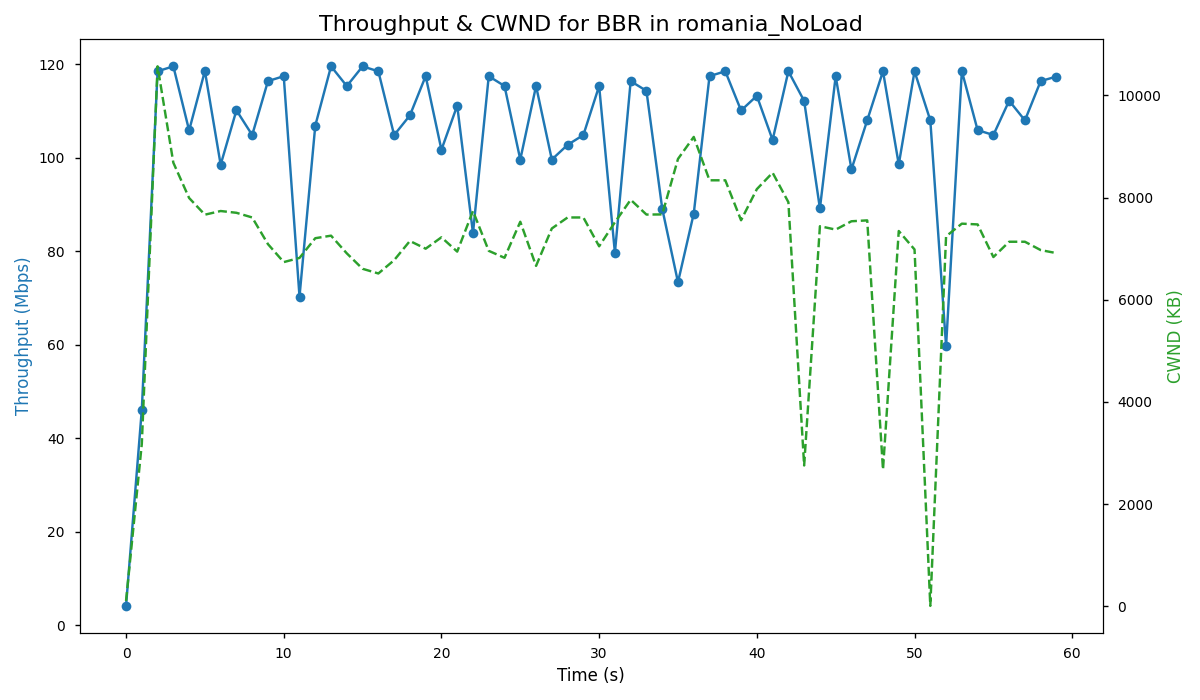 Throughput & CWND for BBR in romania_NoLoad
120
100
80
60
40
20
0
Throughput (Mbps)
10000
8000
6000
4000
2000
0
CWND (KB)
0 10 20 30 40 50 60
Time (s)